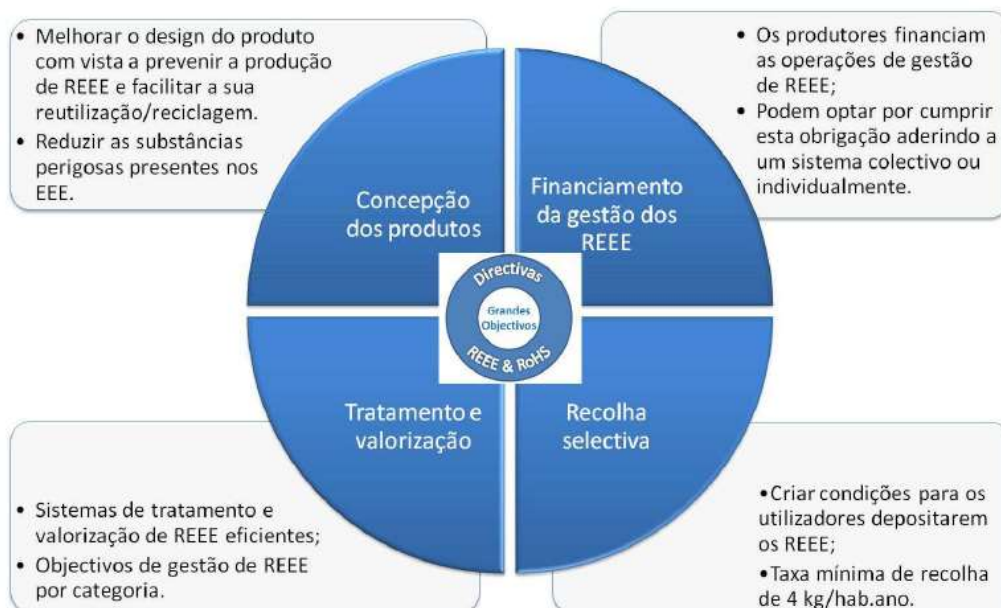 • Melhorar o design do produto
com vista a prevenir a produção
de REEE e facilitar a sua
reutilização/reciclagem.
• Reduzir as substâncias
perigosas presentes nos
EEE.
• Os produtores financiam
as operações de gestão
de REEE;
• Podem optar por cumprir
esta obrigação aderindo a
um sistema colectivo ou
individualmente.
Concepção
dos produtos
Financiamento
da gestão dos
REEE
Directivas
Grandes
Objectivos
REEE & RoHS
Tratamento e
valorização
Recolha
selectiva
• Sistemas de tratamento e
valorização de REEE eficientes;
• Objectivos de gestão de REEE
por categoria.
•Criar condições para os
utilizadores depositarem
os REEE;
•Taxa mínima de recolha
de 4 kg/hab.ano.